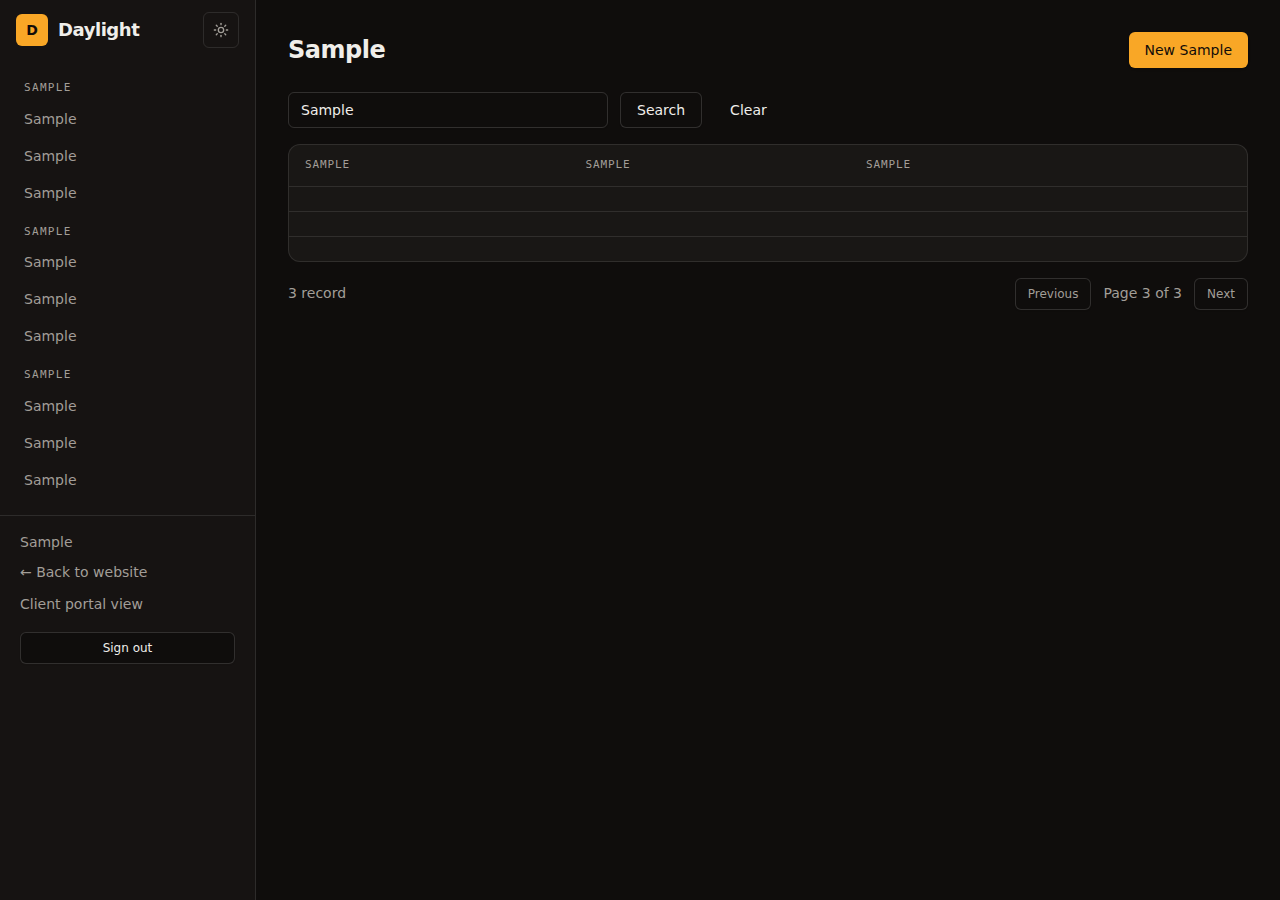 D Daylight
SAMPLE
Sample
Sample
Sample
SAMPLE
Sample
Sample
Sample
SAMPLE
Sample
Sample
Sample
Sample
← Back to website
Client portal view
Sign out
Sample
New Sample
Sample Search Clear
SAMPLE SAMPLE SAMPLE
3 record
Previous Page 3 of 3 Next